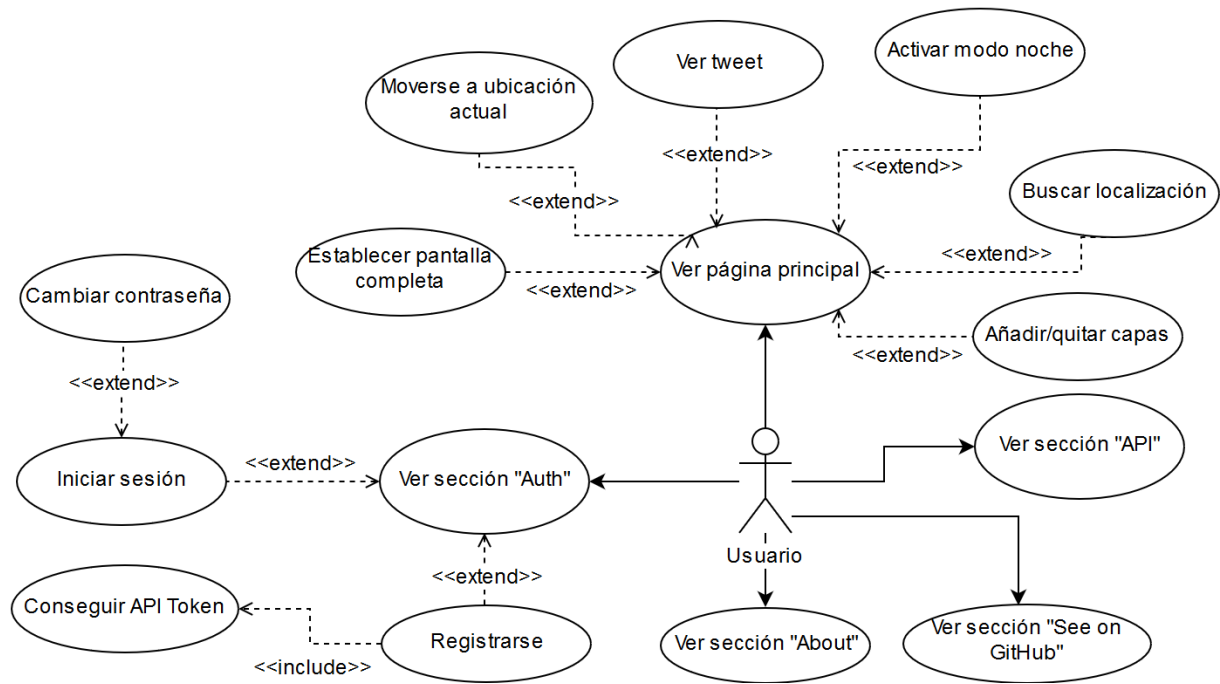 Activar modo noche
Ver tweet
Moverse a ubicación
actual
<<extend>>
<<extend>>
Buscar localización
<<extend>>
<<extend>>
Establecer pantalla
completa
Ver página principal
<<extend>>
<<extend>>
Cambiar contraseña
Añadir/quitar capas
<<extend>>
<<extend>>
Ver sección "API"
<<extend>>
Iniciar sesión
Ver sección "Auth"
Usuario
<<extend>>
Conseguir API Token
Registrarse
Ver sección "About"
Ver sección "See on
GitHub"
<<include>>